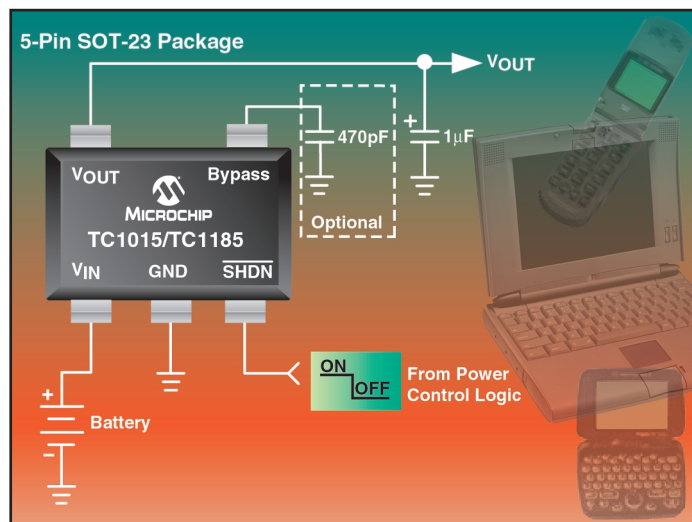 5-Pin SOT-23 Package
VOUT
470pF
+
1µF
Optional
VOUT
Bypass
MICROCHIP
TC1015/TC1185
VIN
GND
SHDN
ON
OFF
From Power
Control Logic
+
Battery
-